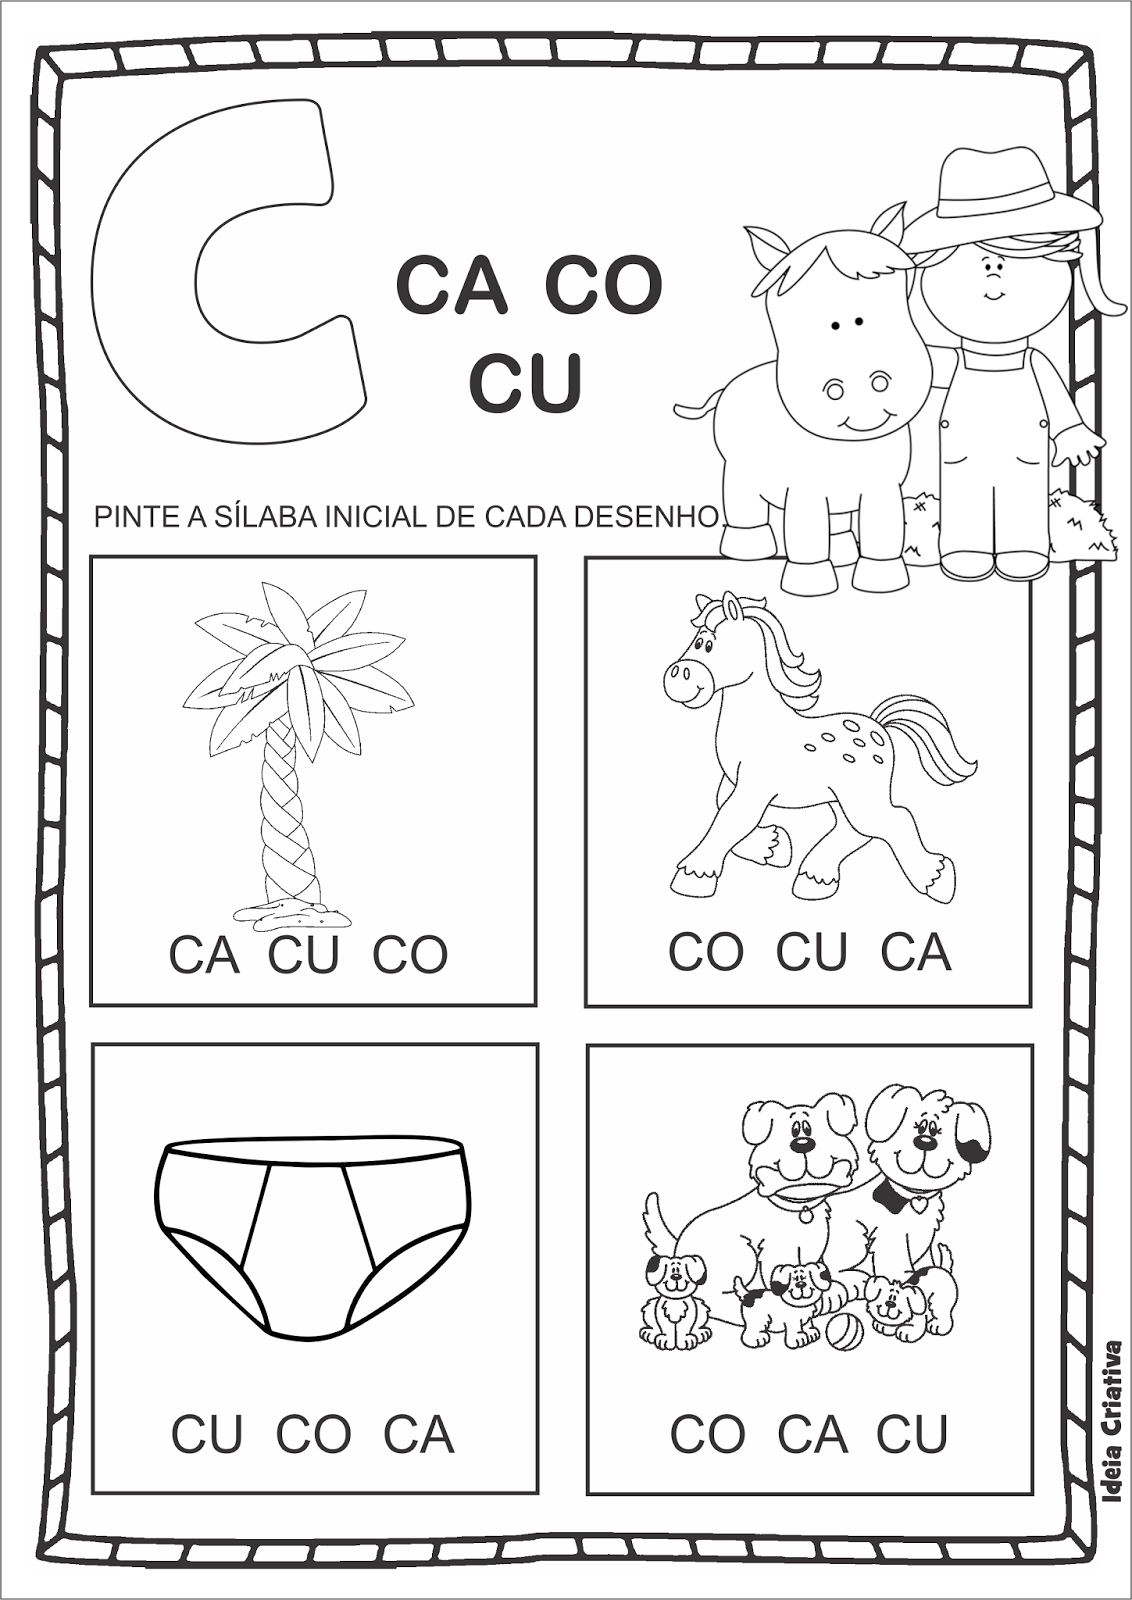 C
CA CO
CU
PINTE A SÍLABA INICIAL DE CADA DESENHO.
CA CU CO
CO CU CA
CU CO CA
CO CA CU
Ideia Criativa